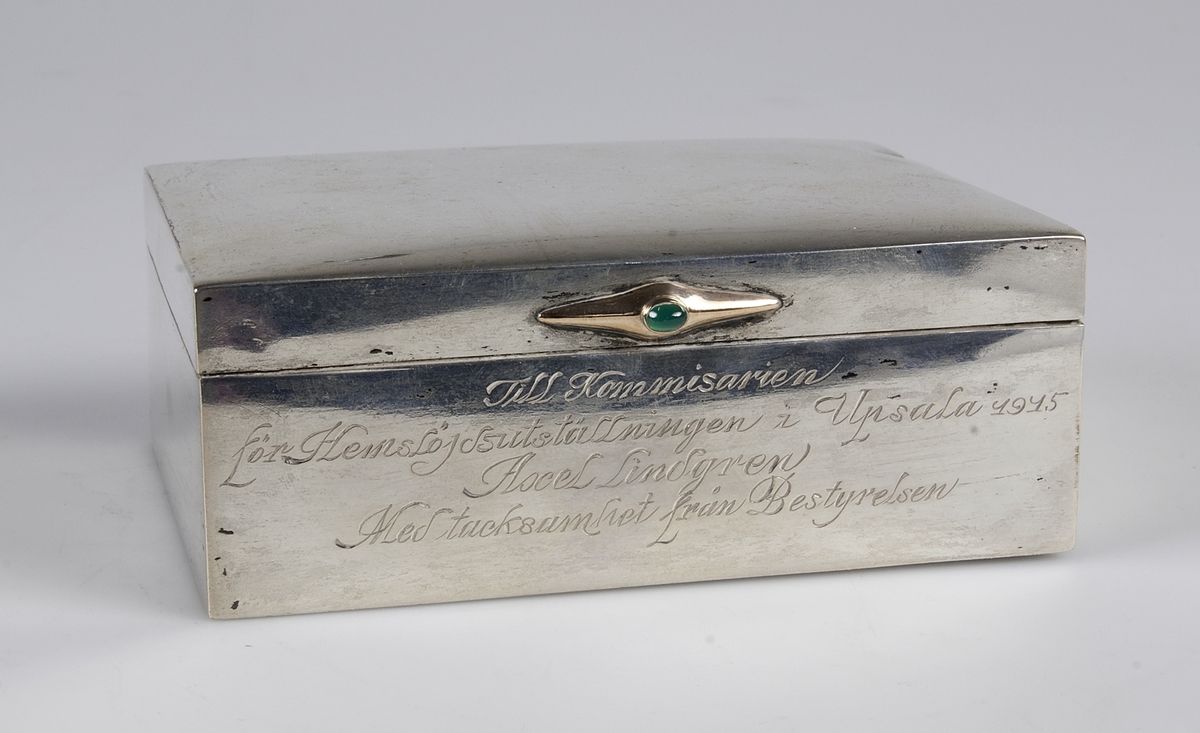 Till Kommisarien
för Hemslöjdsutställningen i Upsala 1915
Axel Lindgren
Med tacksamhet från Bestyrelsen